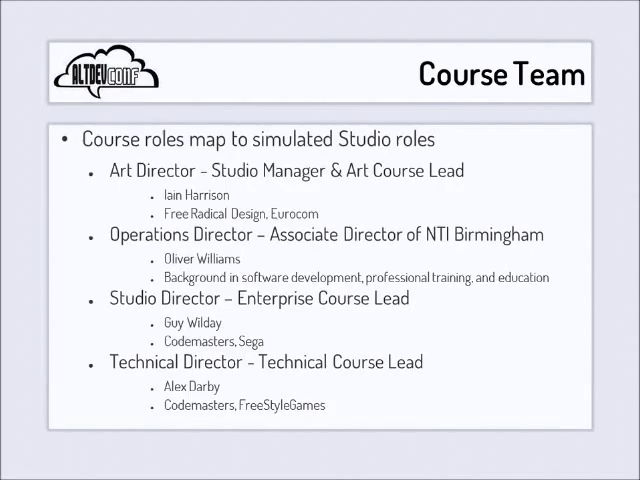 ALTDEVCONF
Course Team
• Course roles map to simulated Studio roles
• Art Director – Studio Manager & Art Course Lead
• Iain Harrison
• Free Radical Design, Eurocom
• Operations Director – Associate Director of NTI Birmingham
• Oliver Williams
• Background in software development, professional training, and education
• Studio Director – Enterprise Course Lead
• Guy Wilday
• Codemasters, Sega
• Technical Director - Technical Course Lead
• Alex Darby
• Codemasters, FreeStyleGames